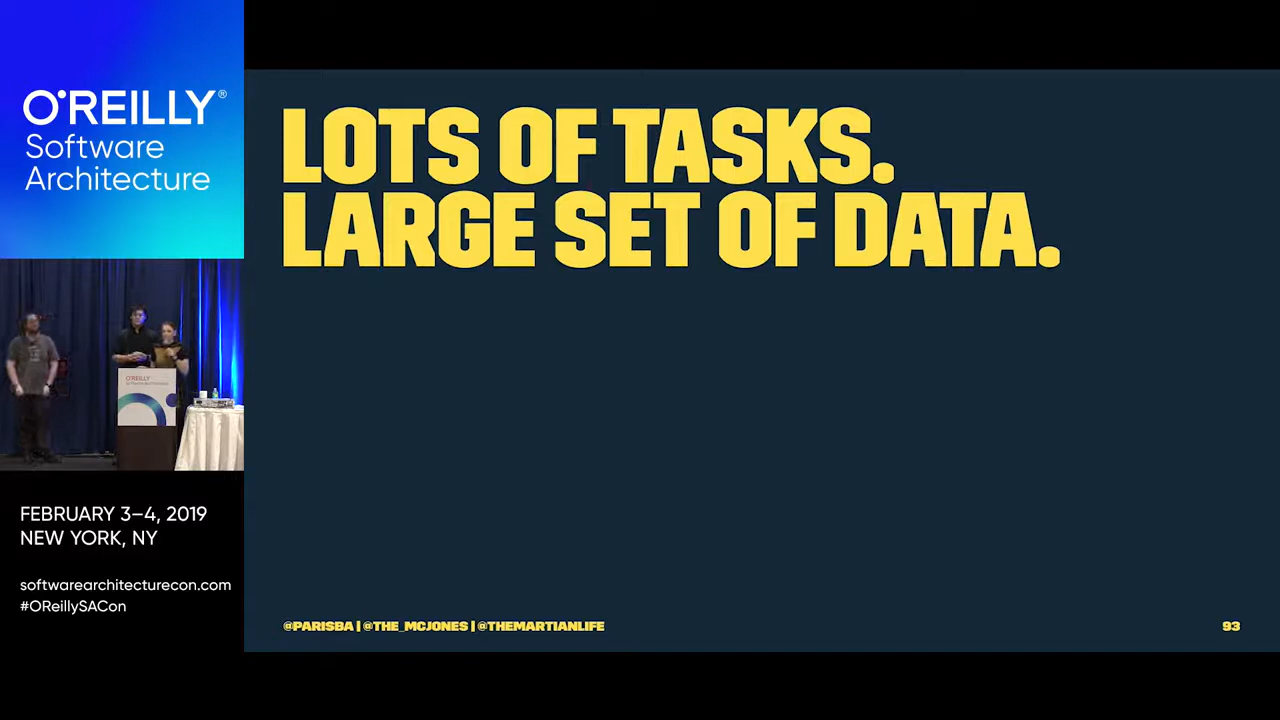 O'REILLY®
Software
Architecture
LOTS OF TASKS.
LARGE SET OF DATA.
O'REILLY
FEBRUARY 3–4, 2019
NEW YORK, NY
softwarearchitecturecon.com
#OReillySACon
@PARISBA | @THE_MCJONES | @THEMARTIANLIFE
93